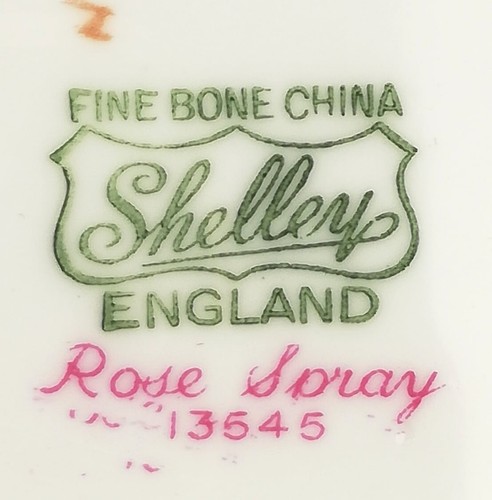 FINE BONE CHINA
Shelley
ENGLAND
Rose Spray
13545